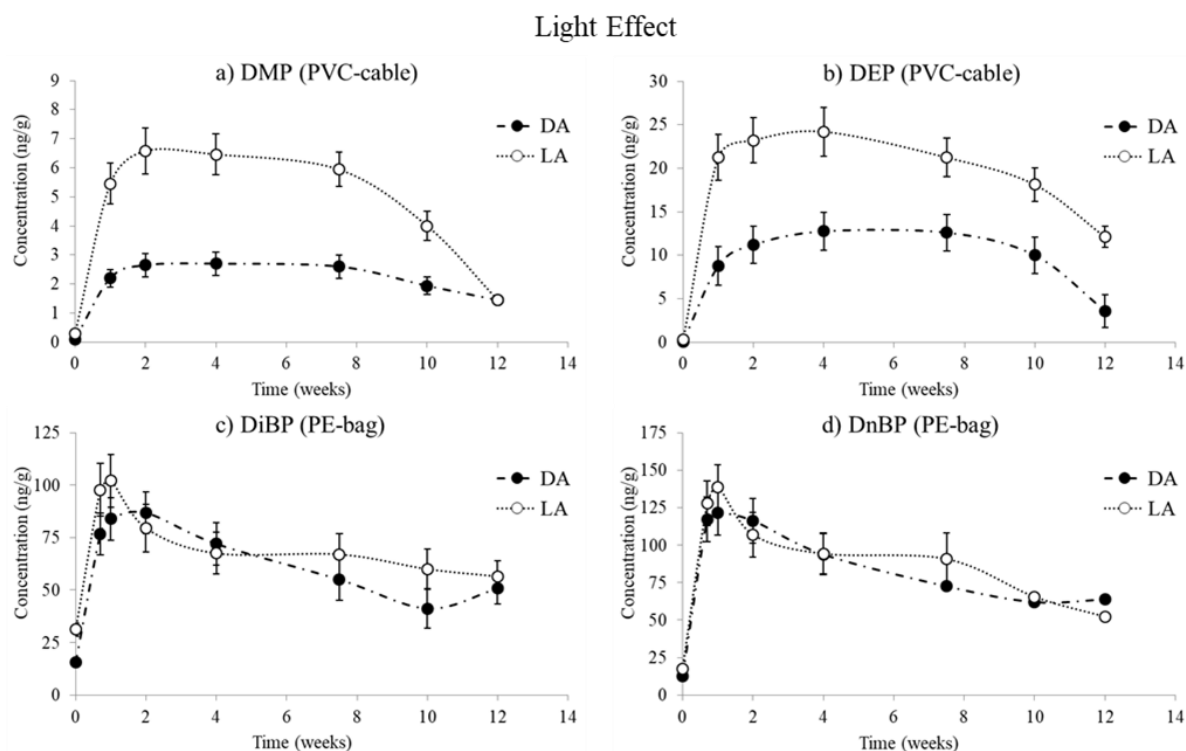 Light Effect
a) DMP (PVC-cable)
Concentration (ng/g)
9
8
7
6
5
4
3
2
1
0
0 2 4 6 8 10 12 14
Time (weeks)
DA
LA
b) DEP (PVC-cable)
Concentration (ng/g)
30
25
20
15
10
5
0
0 2 4 6 8 10 12 14
Time (weeks)
DA
LA
c) DiBP (PE-bag)
Concentration (ng/g)
125
100
75
50
25
0
0 2 4 6 8 10 12 14
Time (weeks)
DA
LA
d) DnBP (PE-bag)
Concentration (ng/g)
175
150
125
100
75
50
25
0
0 2 4 6 8 10 12 14
Time (weeks)
DA
LA